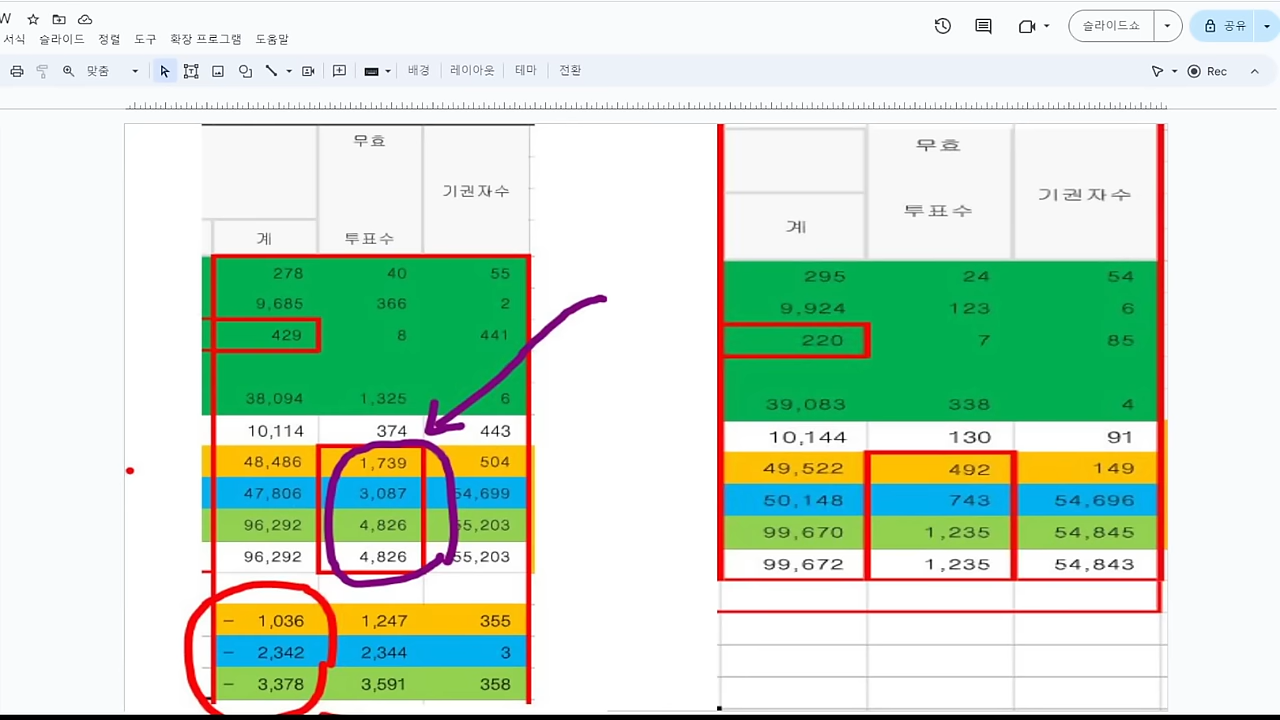 W
서식 슬라이드 정렬 도구 확장 프로그램 도움말
슬라이드쇼 공유
맞춤 배경 레이아웃 테마 전환 Rec
무효
기권자수
계 투표수
278 40 55
9,685 366 2
429 8 441
38,094 1,325 6
10,114 374 443
48,486 1,739 504
47,806 3,087 54,699
96,292 4,826 55,203
96,292 4,826 55,203
- 1,036 1,247 355
- 2,342 2,344 3
- 3,378 3,591 358
무효
기권자수
투표수
계
295 24 54
9,924 123 6
220 7 85
39,083 338 4
10,144 130 91
49,522 492 149
50,148 743 54,696
99,670 1,235 54,845
99,672 1,235 54,843